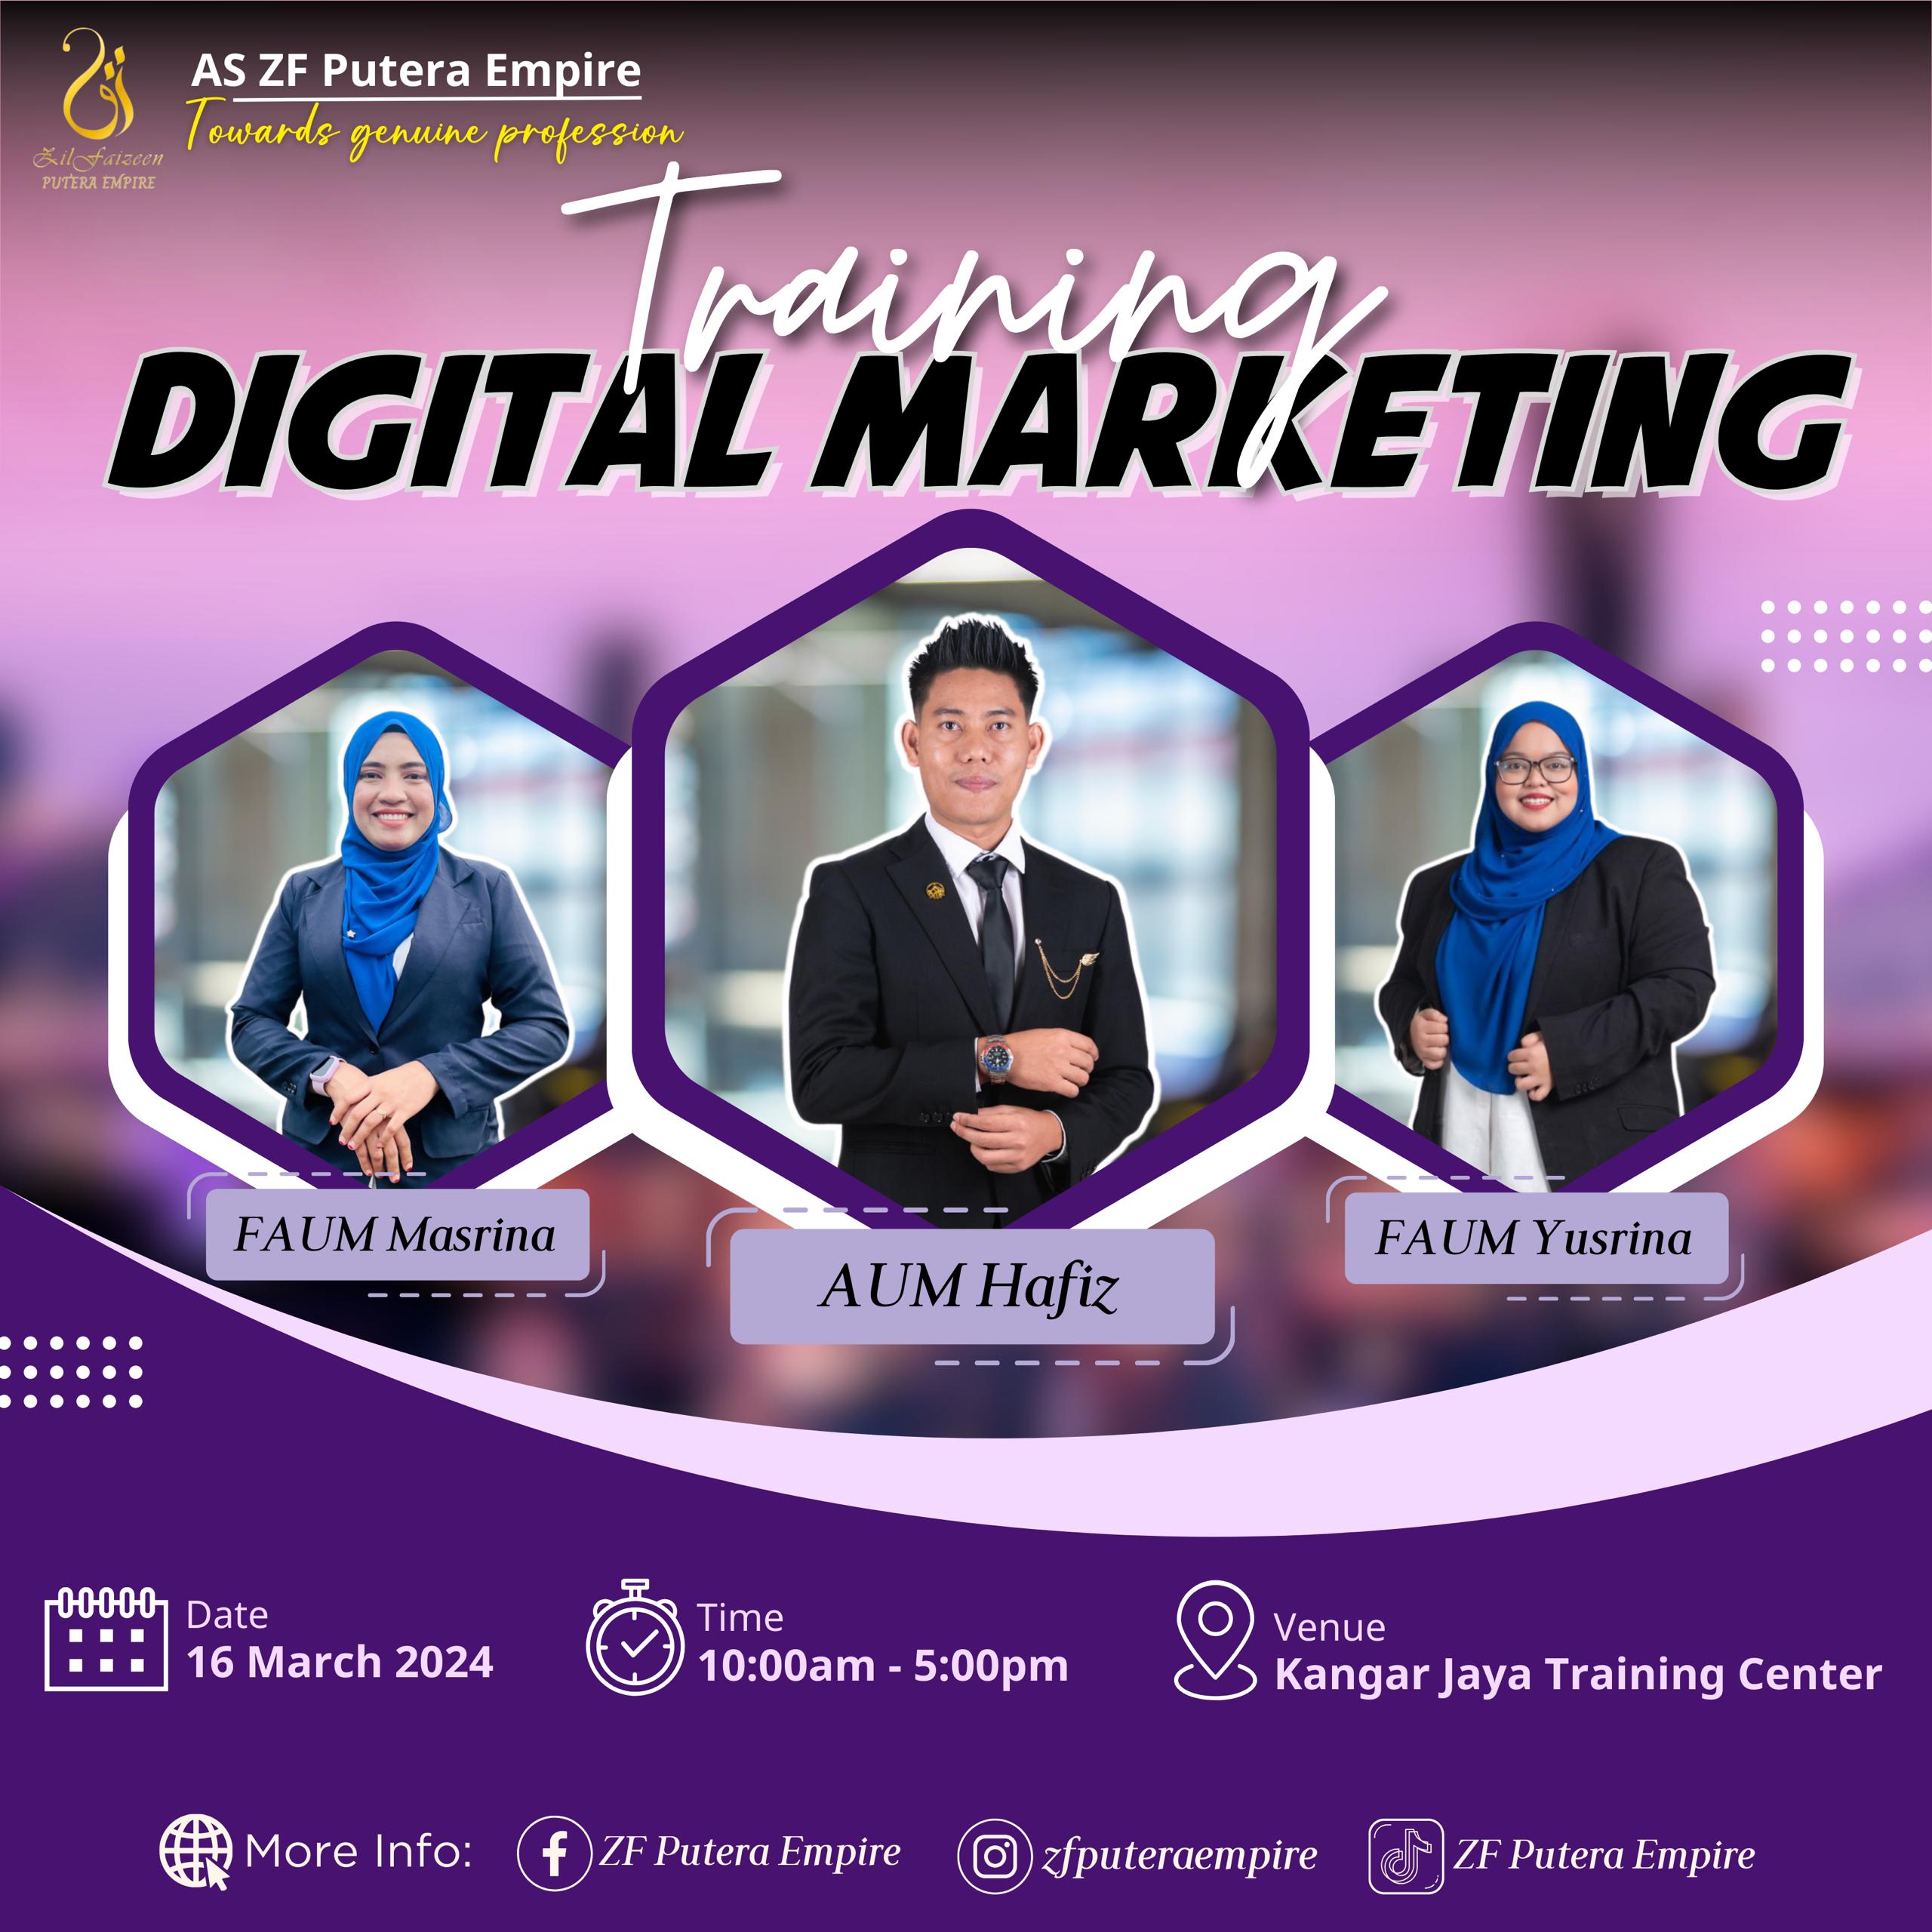 AS ZF Putera Empire
Towards genuine profession
Zil Faizeen
PUTERA EMPIRE
Training
DIGITAL MARKETING
FAUM Masrina
AUM Hafiz
FAUM Yusrina
Date
16 March 2024
Time
10:00am - 5:00pm
Venue
Kangar Jaya Training Center
More Info:
ZF Putera Empire
zfputeraempire
ZF Putera Empire